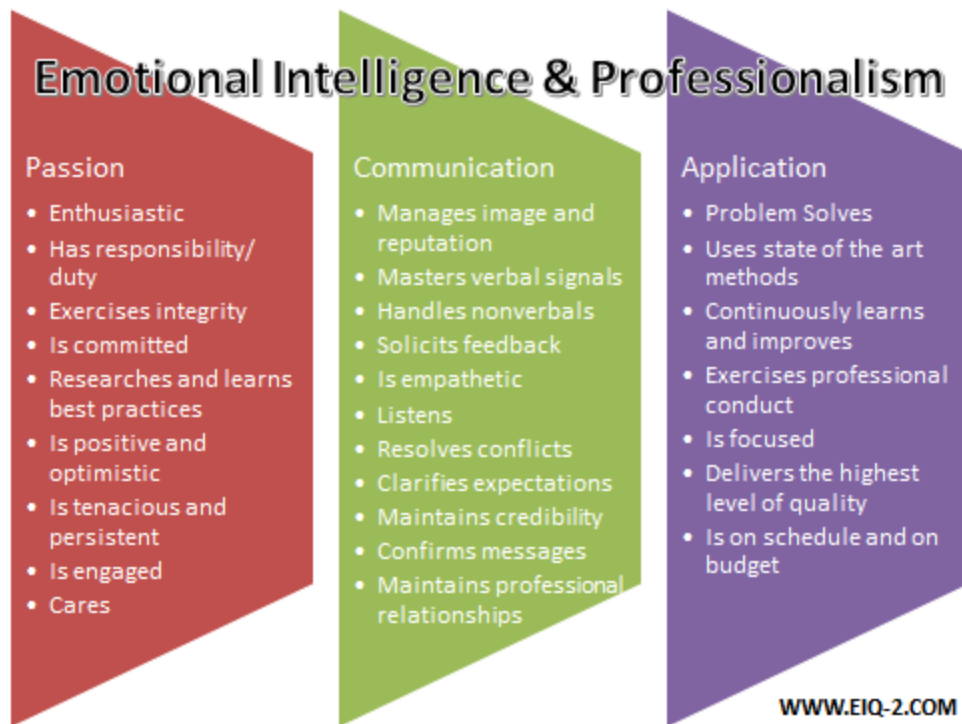 Emotional Intelligence & Professionalism
Passion
• Enthusiastic
• Has responsibility/
duty
• Exercises integrity
• Is committed
• Researches and learns
best practices
• Is positive and
optimistic
• Is tenacious and
persistent
• Is engaged
• Cares
Communication
• Manages image and
reputation
• Masters verbal signals
• Handles nonverbals
• Solicits feedback
• Is empathetic
• Listens
• Resolves conflicts
• Clarifies expectations
• Maintains credibility
• Confirms messages
• Maintains professional
relationships
Application
• Problem Solves
• Uses state of the art
methods
• Continuously learns
and improves
• Exercises professional
conduct
• Is focused
• Delivers the highest
level of quality
• Is on schedule and on
budget
WWW.EIQ-2.COM